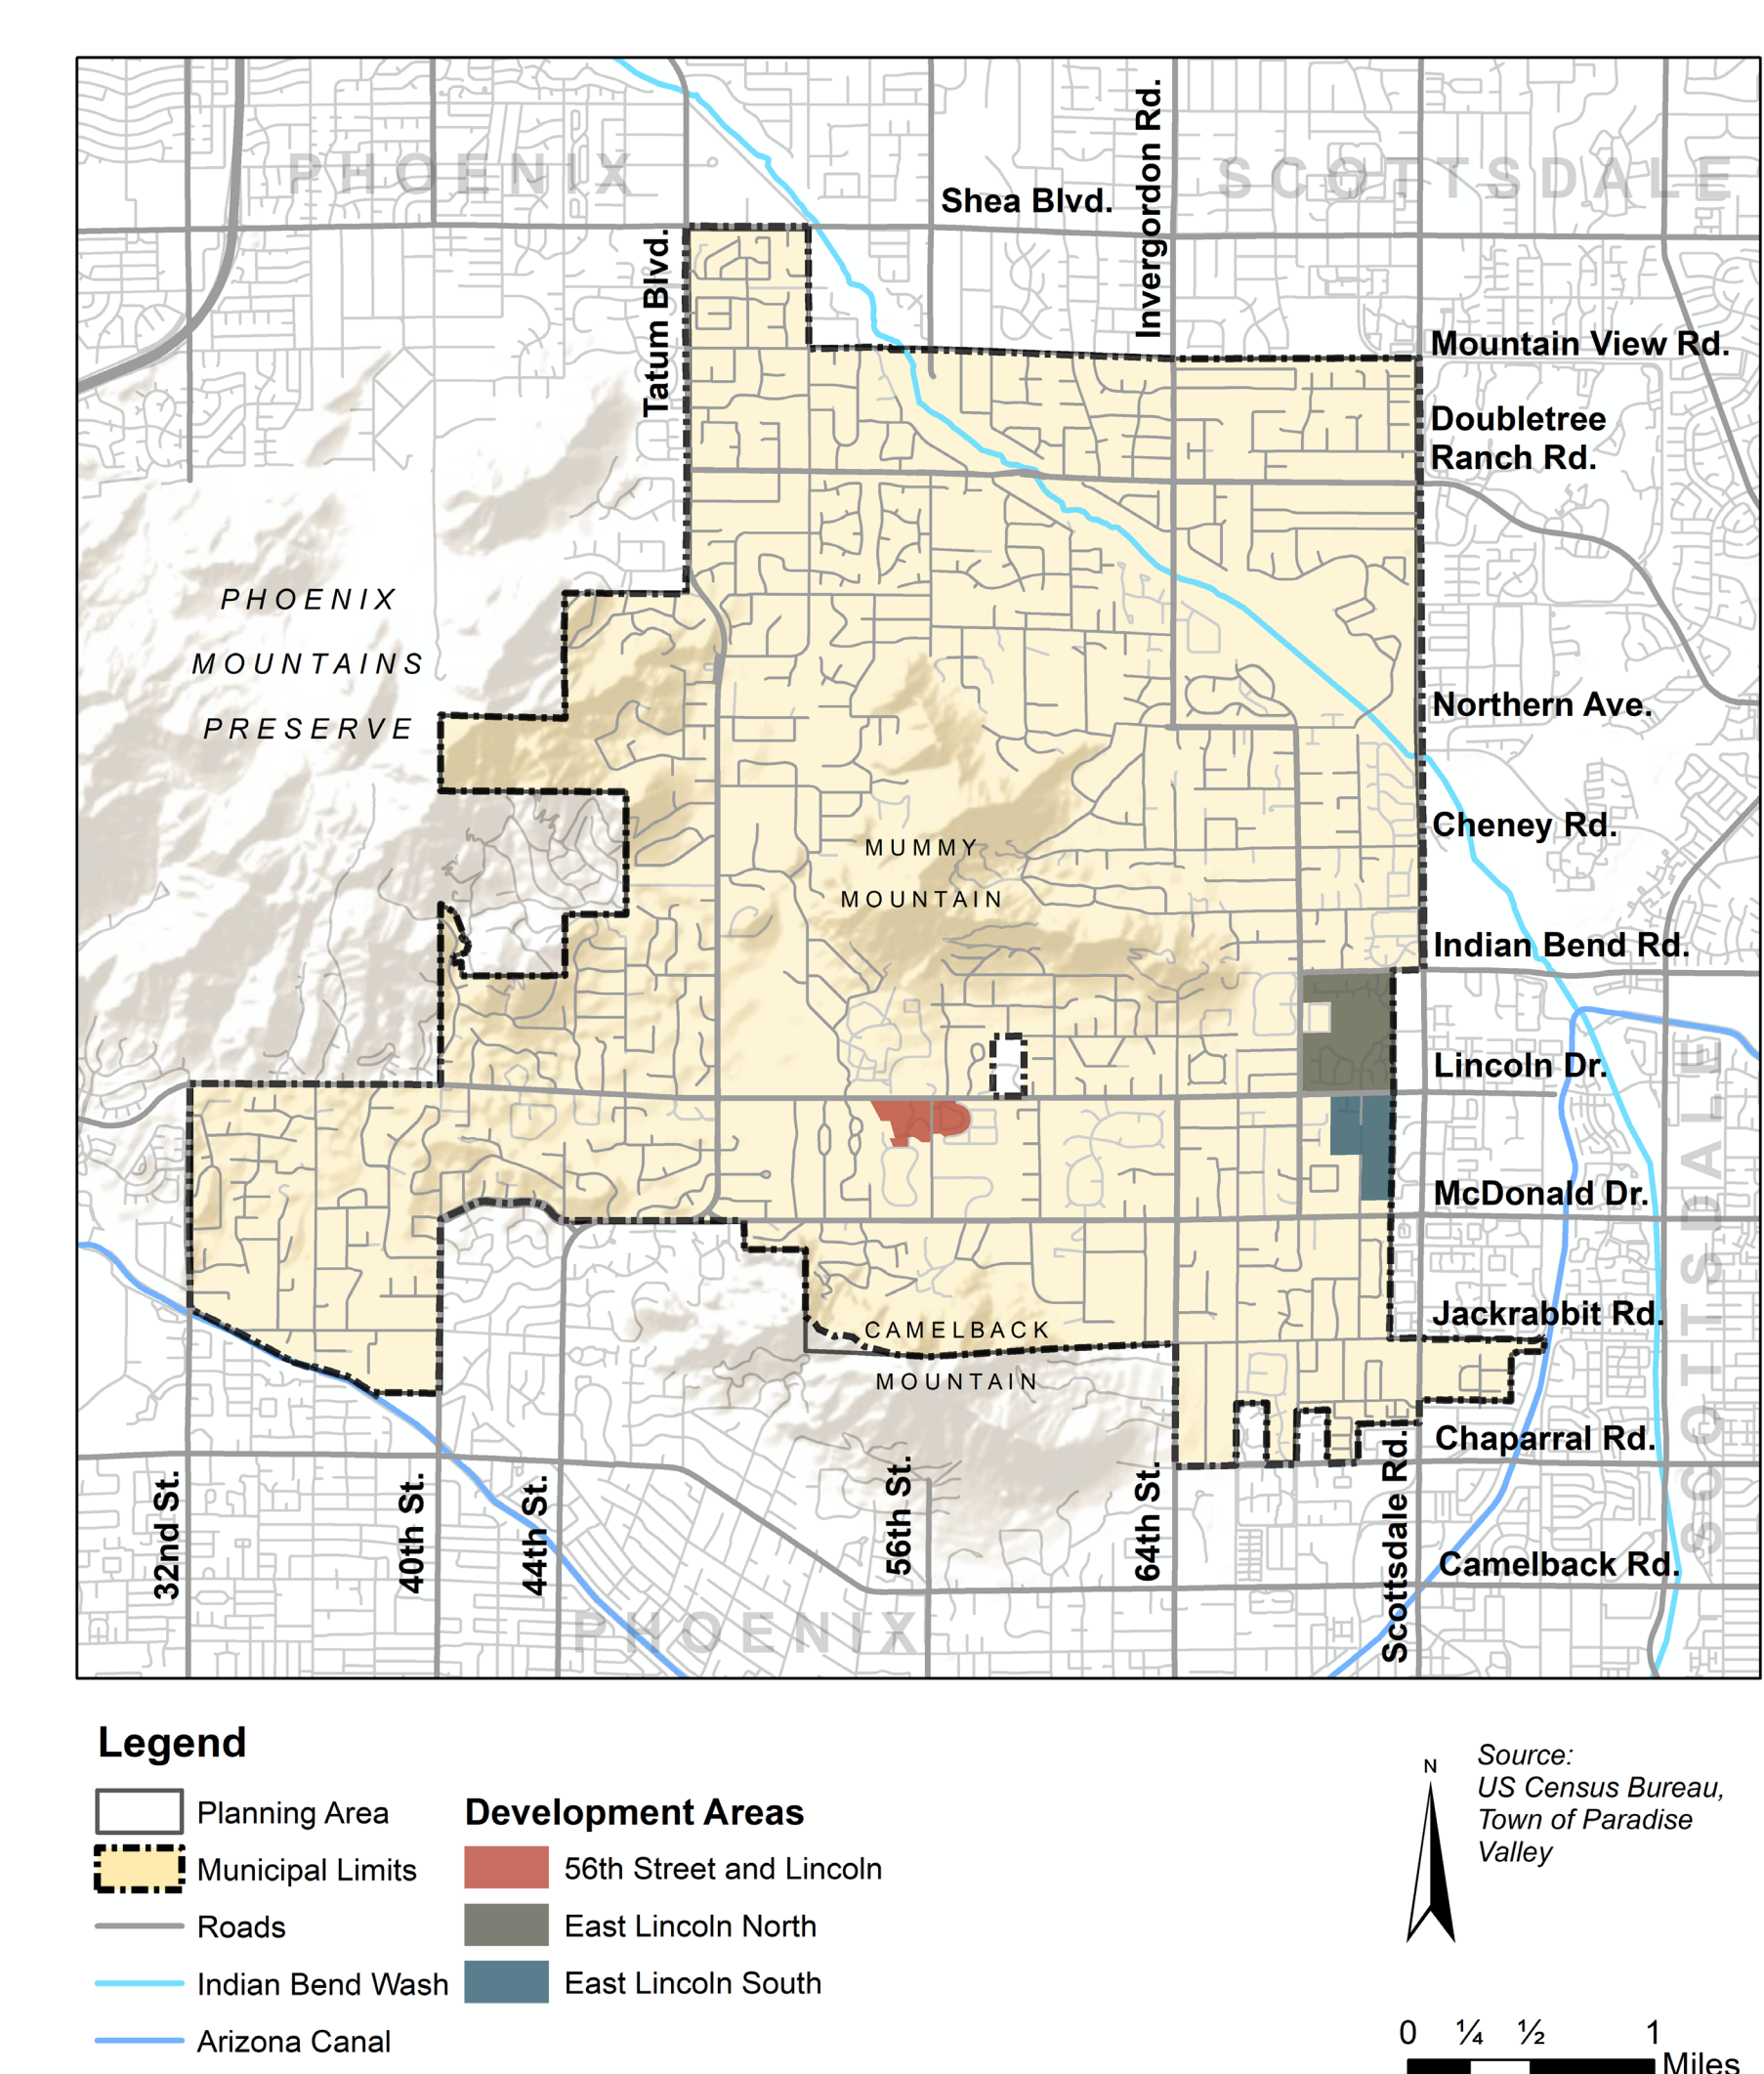 PHOENIX
SCOTTSDALE
Shea Blvd.
Invergordon Rd.
Tatum Blvd.
Mountain View Rd.
Doubletree
Ranch Rd.
PHOENIX
MOUNTAINS
PRESERVE
Northern Ave.
Cheney Rd.
MUMMY
MOUNTAIN
Indian Bend Rd.
Lincoln Dr.
McDonald Dr.
SCOTTSDALE
Jackrabbit Rd.
CAMELBACK
MOUNTAIN
Chaparral Rd.
32nd St.
40th St.
44th St.
56th St.
64th St.
Scottsdale Rd.
Camelback Rd.
PHOENIX
Legend
Planning Area
Municipal Limits
Roads
Indian Bend Wash
Arizona Canal
Development Areas
56th Street and Lincoln
East Lincoln North
East Lincoln South
N
Source:
US Census Bureau,
Town of Paradise
Valley
0 ¼ ½ 1
Miles